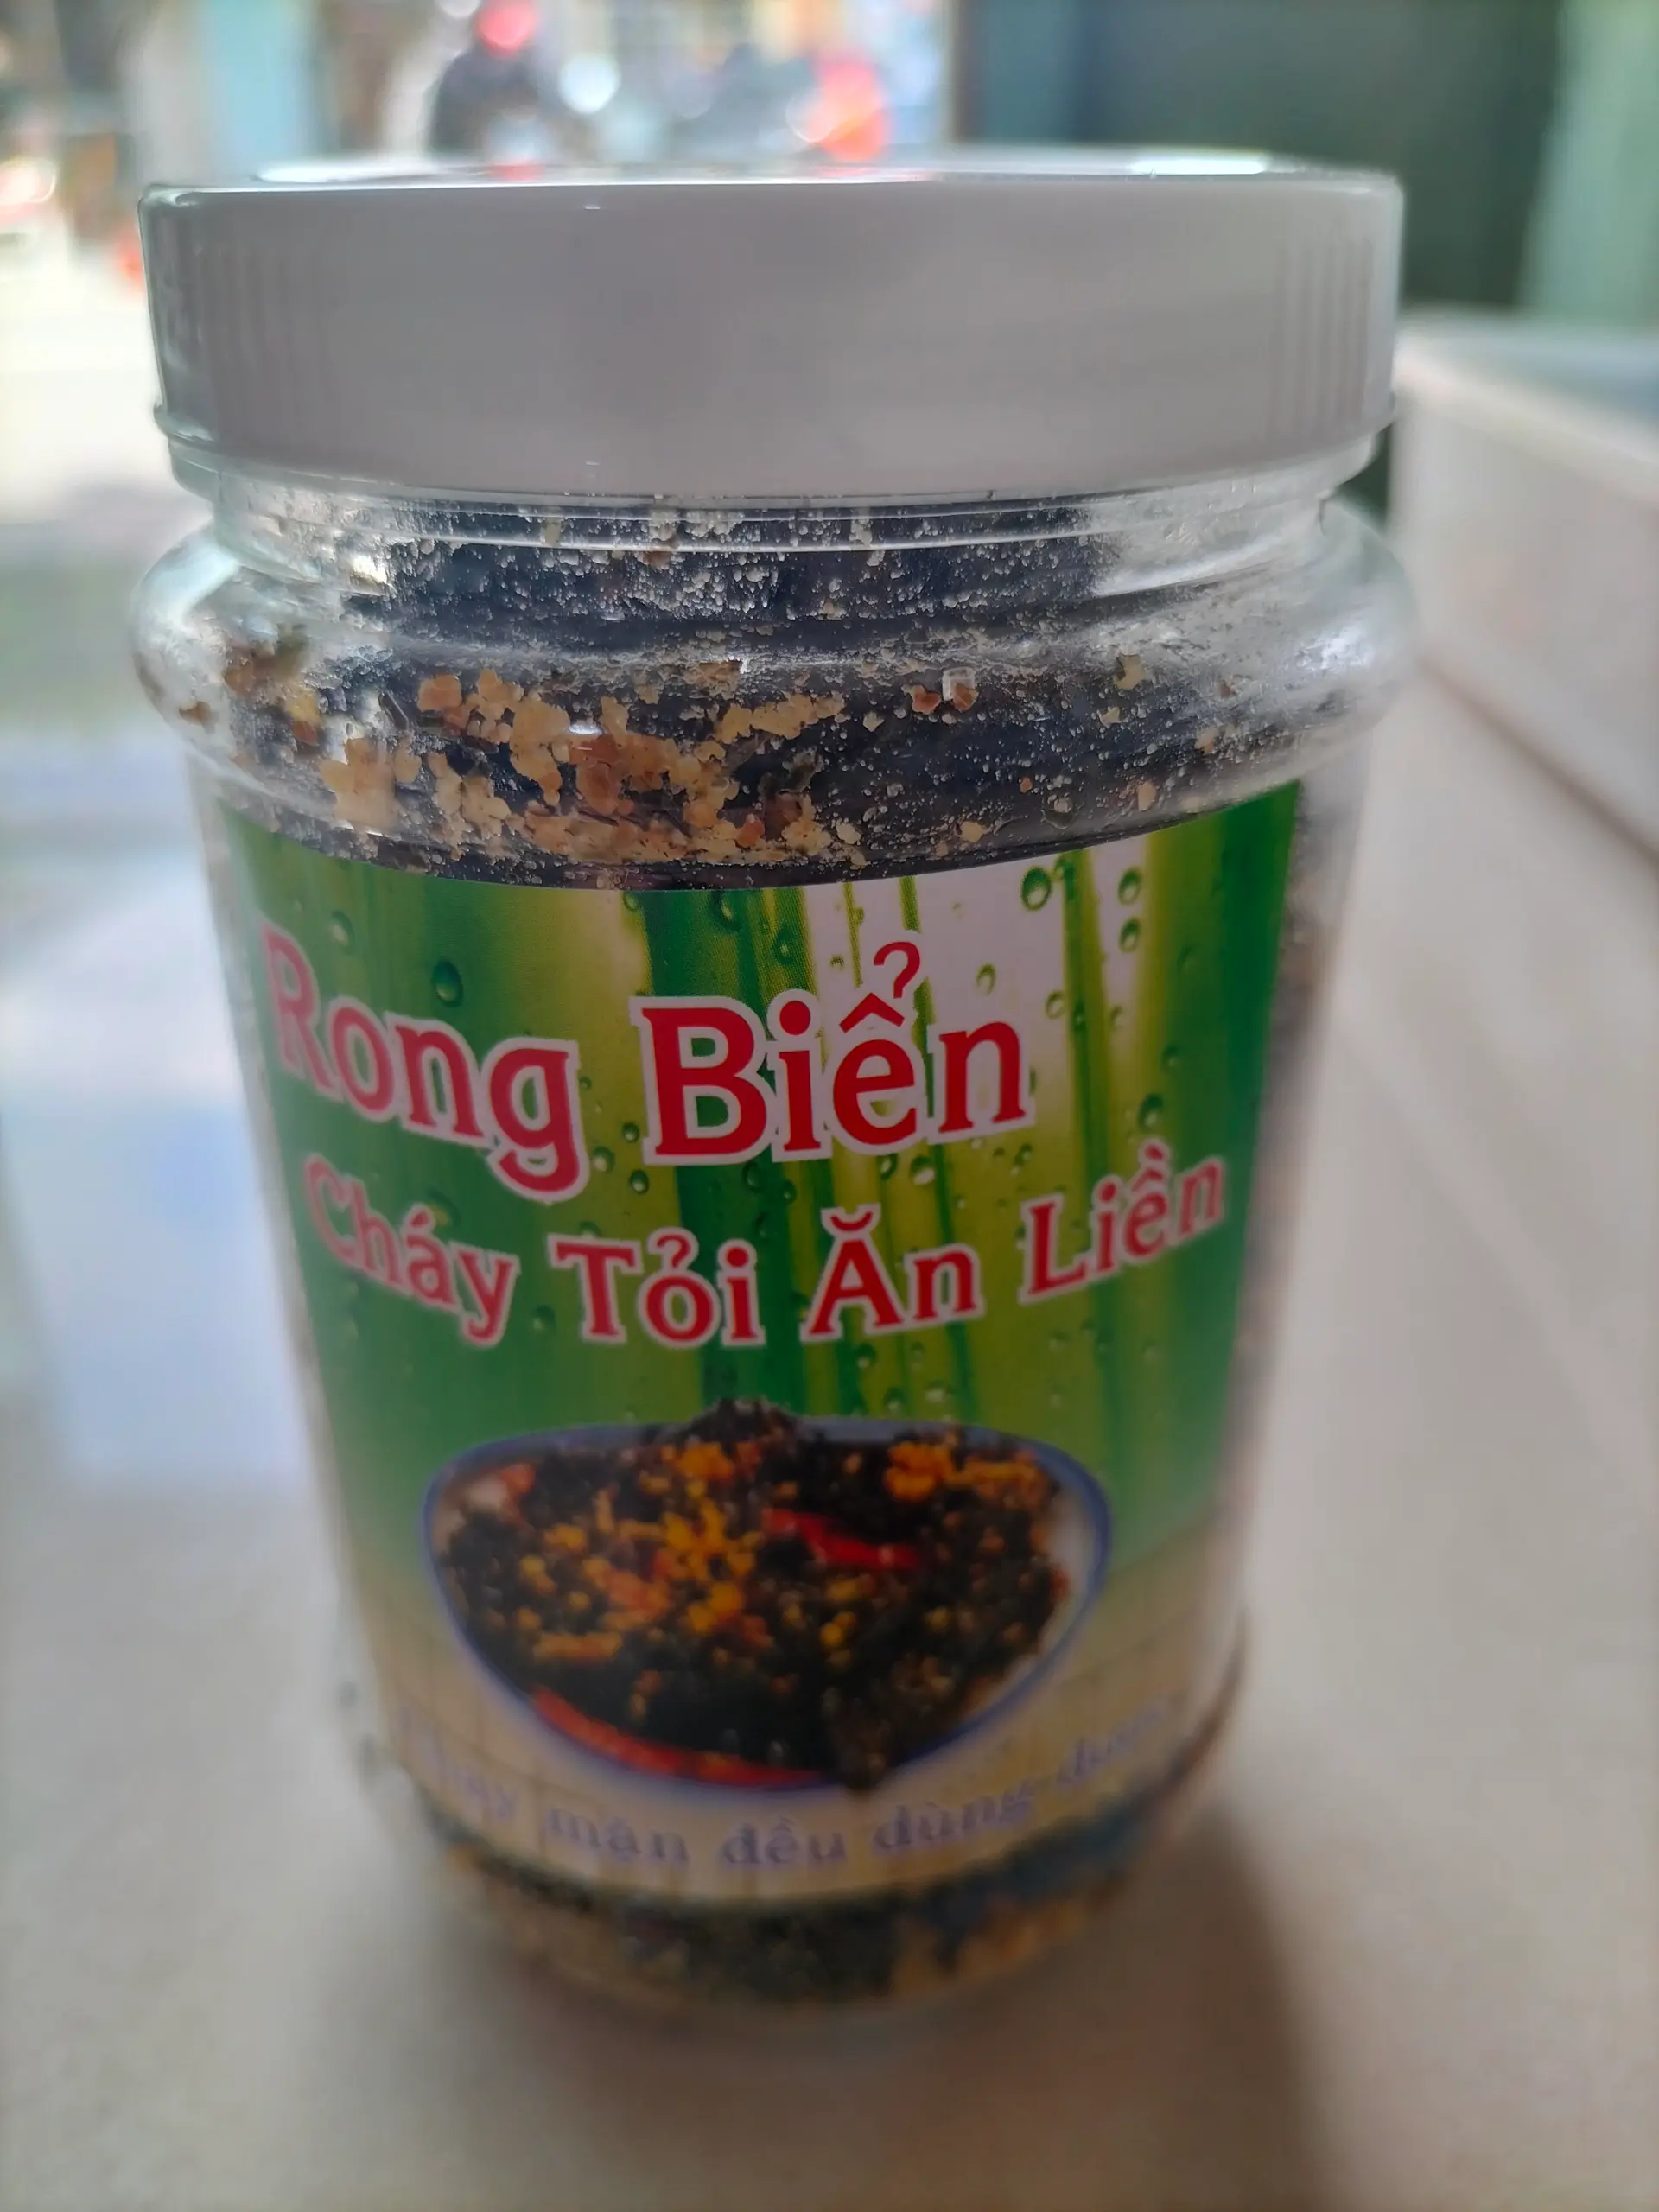 Rong Biển
Cháy Tỏi Ăn Liền
mặn đều dùng